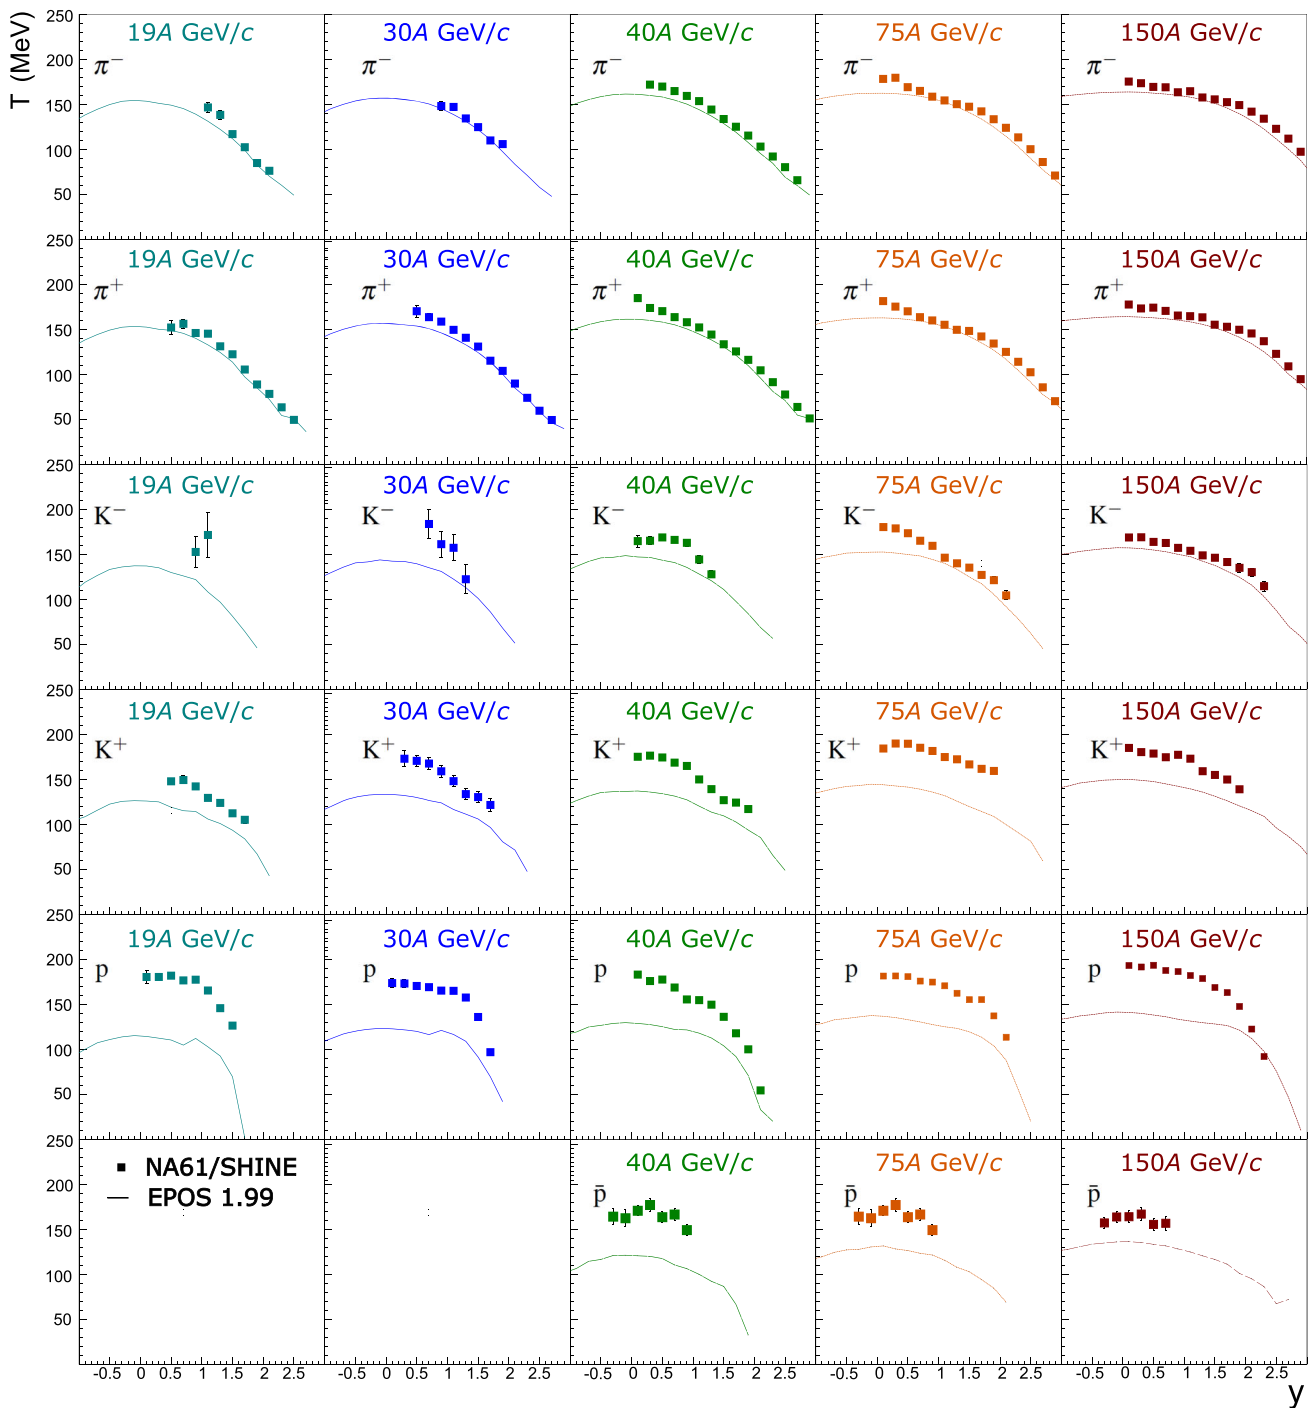 T (MeV)
250
19A GeV/c 30A GeV/c 40A GeV/c 75A GeV/c 150A GeV/c
200
π⁻ π⁻ π⁻ π⁻ π⁻
150
100
50
250
19A GeV/c 30A GeV/c 40A GeV/c 75A GeV/c 150A GeV/c
200
π⁺ π⁺ π⁺ π⁺ π⁺
150
100
50
250
19A GeV/c 30A GeV/c 40A GeV/c 75A GeV/c 150A GeV/c
200
K⁻ K⁻ K⁻ K⁻ K⁻
150
100
50
250
19A GeV/c 30A GeV/c 40A GeV/c 75A GeV/c 150A GeV/c
200
K⁺ K⁺ K⁺ K⁺ K⁺
150
100
50
250
19A GeV/c 30A GeV/c 40A GeV/c 75A GeV/c 150A GeV/c
200
p p p p p
150
100
50
250
NA61/SHINE 40A GeV/c 75A GeV/c 150A GeV/c
EPOS 1.99 p̄ p̄ p̄
200
150
100
50
-0.5 0 0.5 1 1.5 2 2.5 -0.5 0 0.5 1 1.5 2 2.5 -0.5 0 0.5 1 1.5 2 2.5 -0.5 0 0.5 1 1.5 2 2.5 -0.5 0 0.5 1 1.5 2 2.5
y